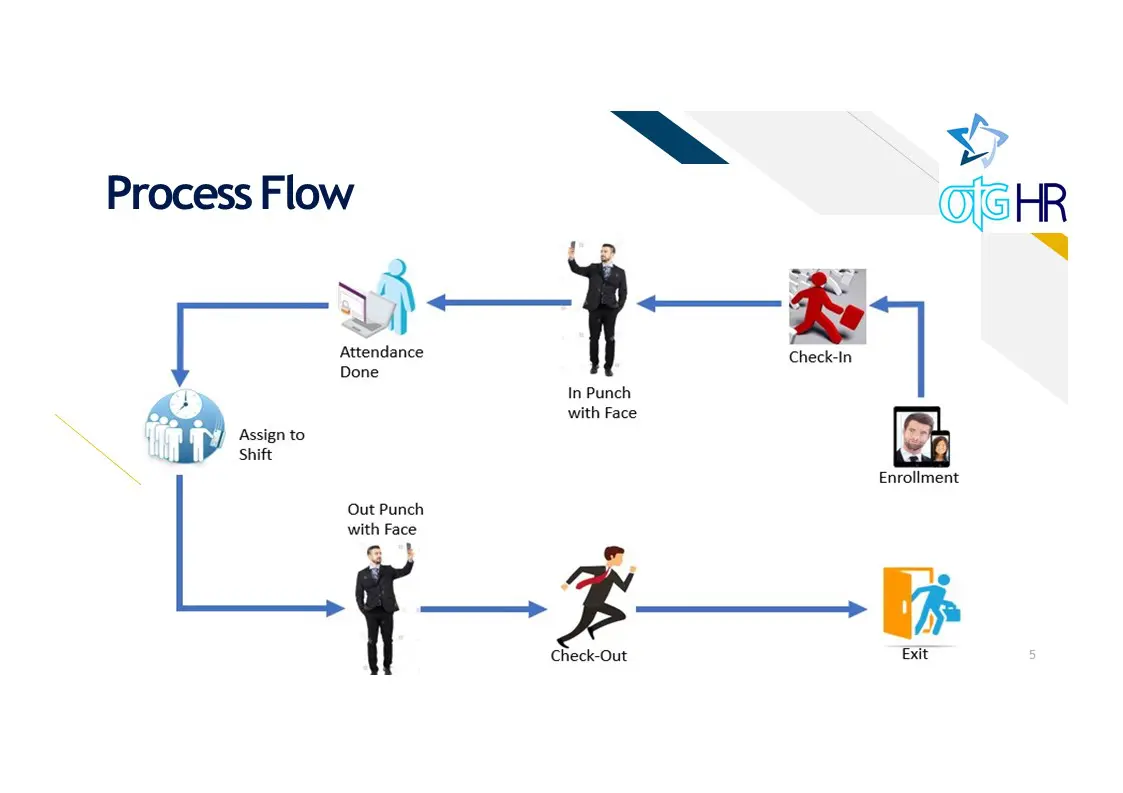 OTG HR
Process Flow
Attendance
Done
In Punch
with Face
Check-In
Assign to
Shift
Enrollment
Out Punch
with Face
Check-Out
Exit
5